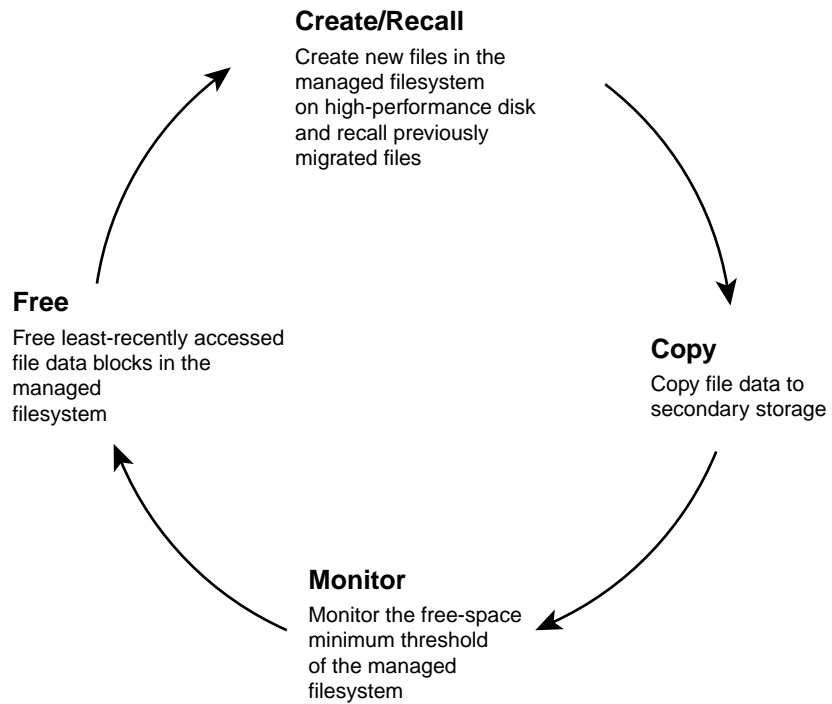 Create/Recall
Create new files in the
managed filesystem
on high-performance disk
and recall previously
migrated files
Copy
Copy file data to
secondary storage
Monitor
Monitor the free-space
minimum threshold
of the managed
filesystem
Free
Free least-recently accessed
file data blocks in the
managed
filesystem